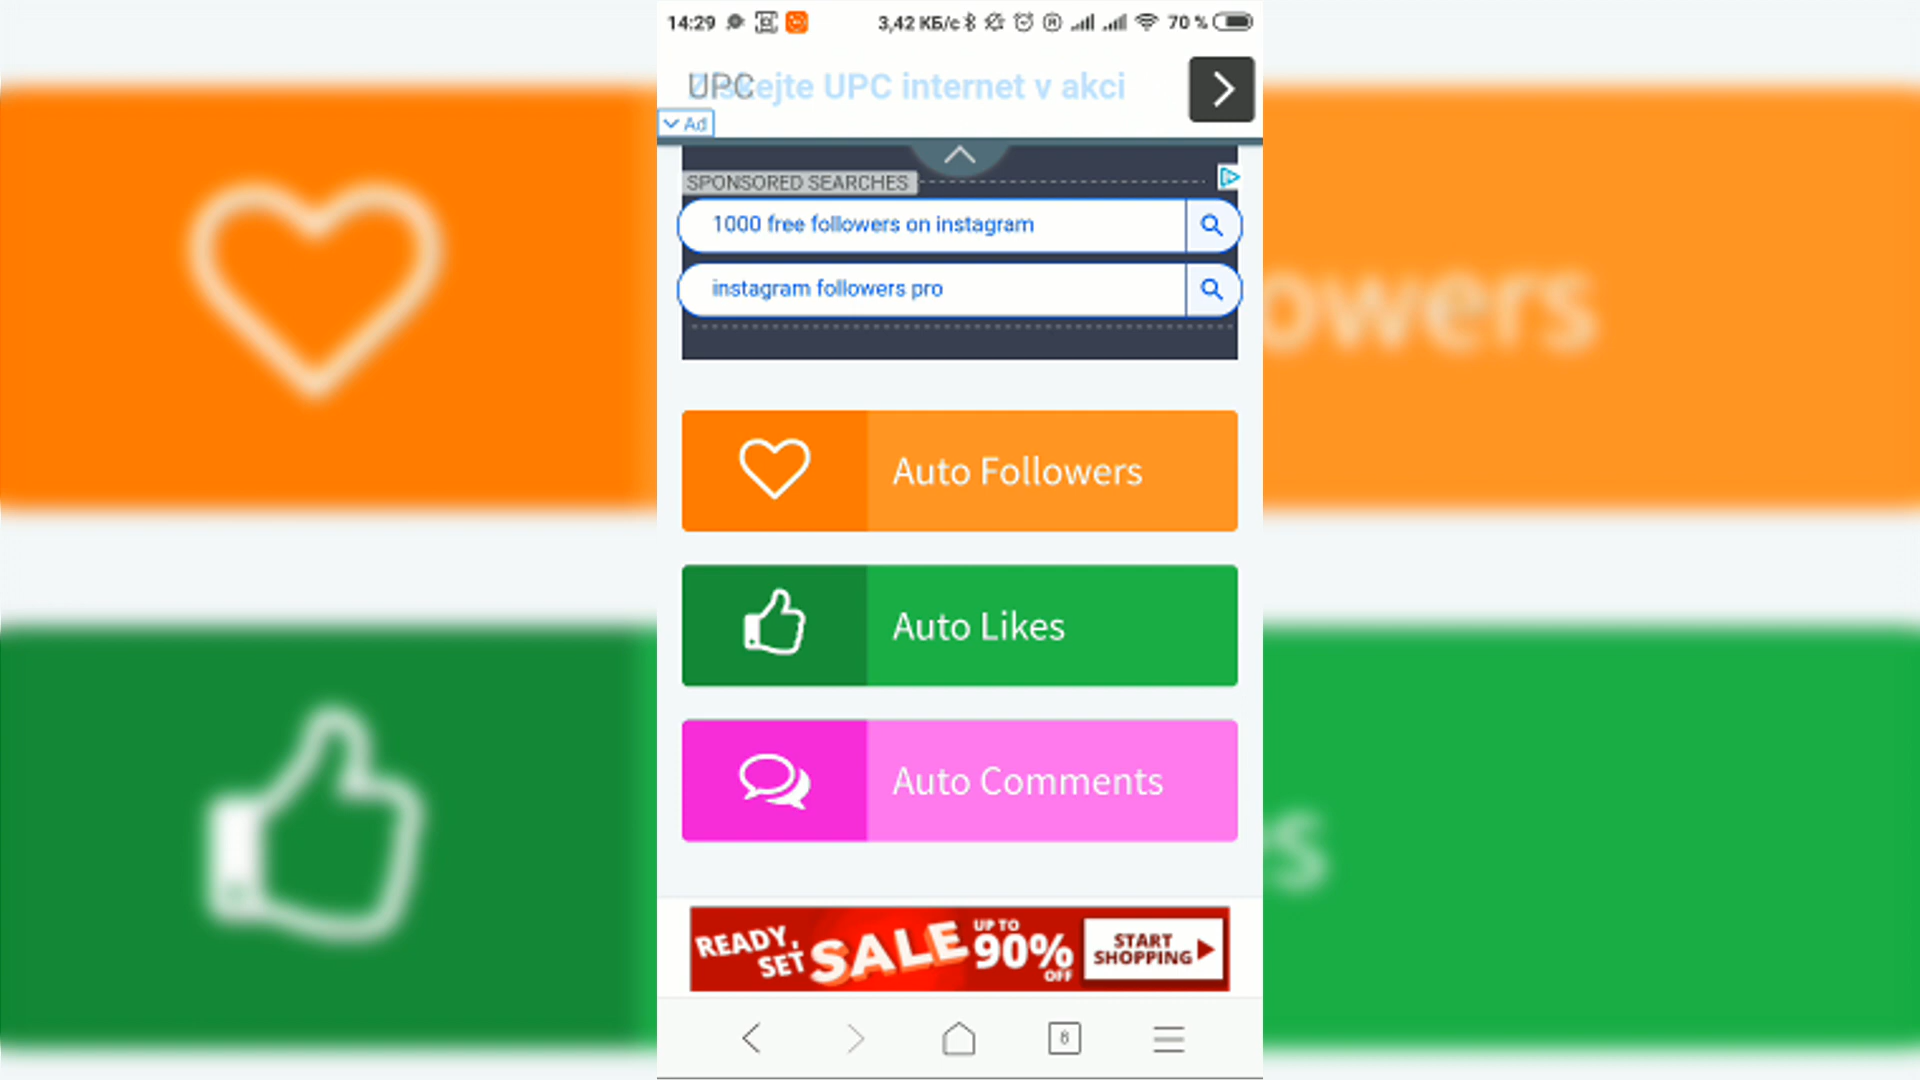 14:29
3,42 КБ/с
70 %
UPC
ejte UPC internet v akci
Ad
SPONSORED SEARCHES
1000 free followers on instagram
instagram followers pro
owers
Auto Followers
Auto Likes
Auto Comments
s
READY, SET
SALE
UP TO
90%
OFF
START
SHOPPING